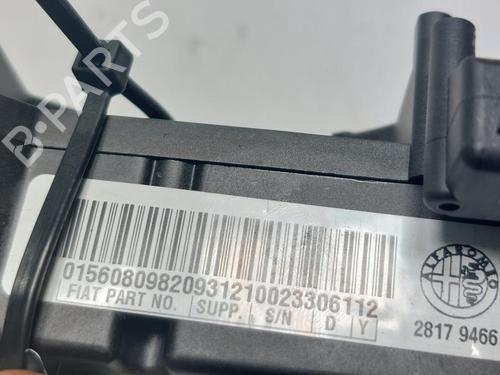 B-PARTS
01560809820931210023306112
FIAT PART NO. SUPP. S/N D Y
ALFA ROMEO
2817 9466